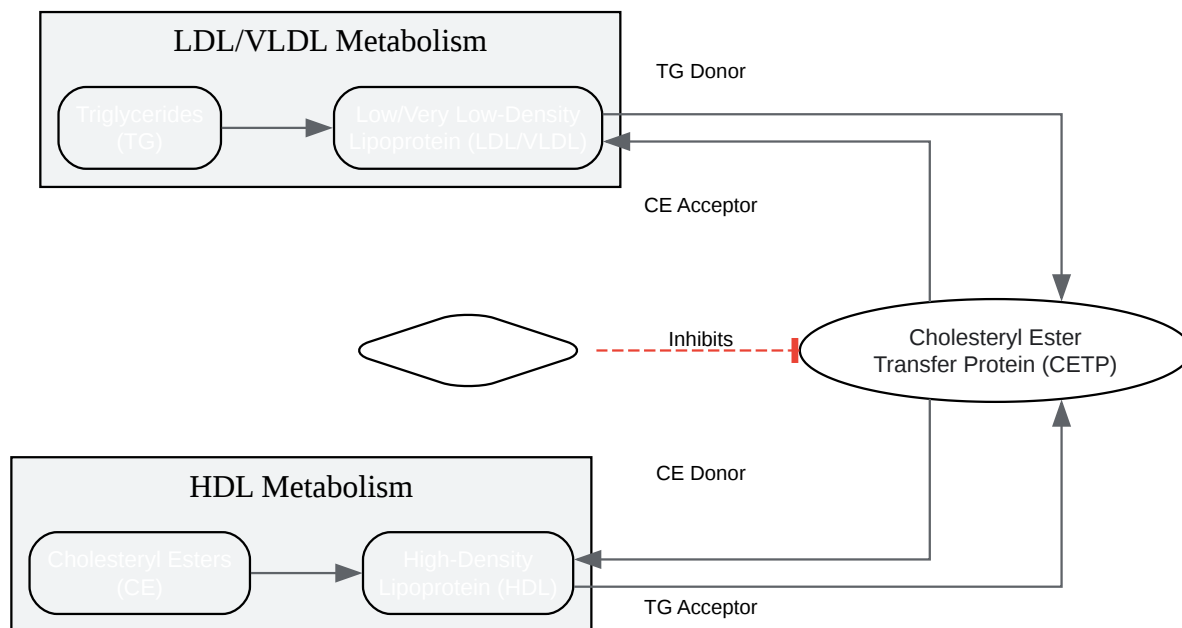 LDL/VLDL Metabolism
TG Donor
Triglycerides
(TG)
Low/Very Low-Density
Lipoprotein (LDL/VLDL)
CE Acceptor
Inhibits
Cholesteryl Ester
Transfer Protein (CETP)
CE Donor
HDL Metabolism
Cholesteryl Esters
(CE)
High-Density
Lipoprotein (HDL)
TG Acceptor